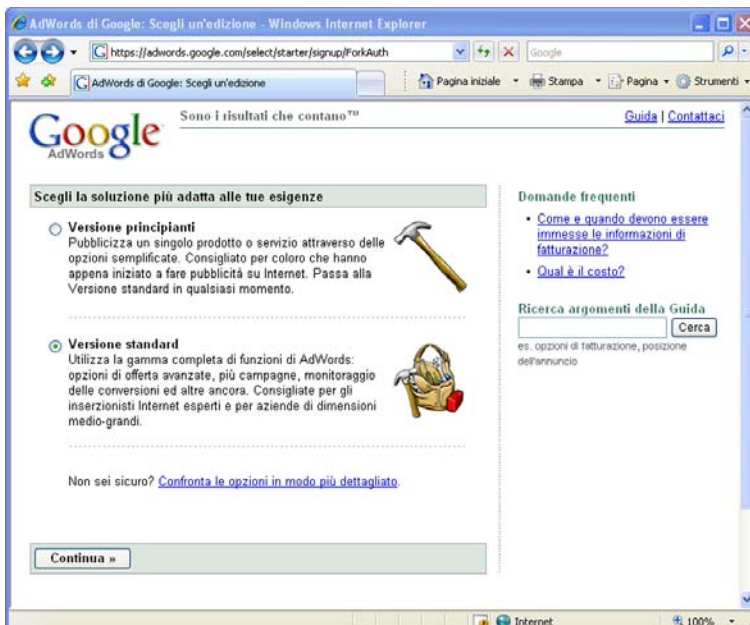 AdWords di Google: Scegli un'edizione - Windows Internet Explorer
https://adwords.google.com/select/starter/signup/ForkAuth
Google
AdWords di Google: Scegli un'edizione
Pagina iniziale
Stampa
Pagina
Strumenti
Google
AdWords
Sono i risultati che contano™
Guida | Contattaci
Scegli la soluzione più adatta alle tue esigenze
Versione principianti
Pubblicizza un singolo prodotto o servizio attraverso delle
opzioni semplificate. Consigliato per coloro che hanno
appena iniziato a fare pubblicità su Internet. Passa alla
Versione standard in qualsiasi momento.
Versione standard
Utilizza la gamma completa di funzioni di AdWords:
opzioni di offerta avanzate, più campagne, monitoraggio
delle conversioni ed altre ancora. Consigliate per gli
inserzionisti Internet esperti e per aziende di dimensioni
medio-grandi.
Non sei sicuro? Confronta le opzioni in modo più dettagliato.
Continua »
Domande frequenti
• Come e quando devono essere
immesse le informazioni di
fatturazione?
• Qual è il costo?
Ricerca argomenti della Guida
Cerca
es. opzioni di fatturazione, posizione
dell'annuncio
Internet
100%